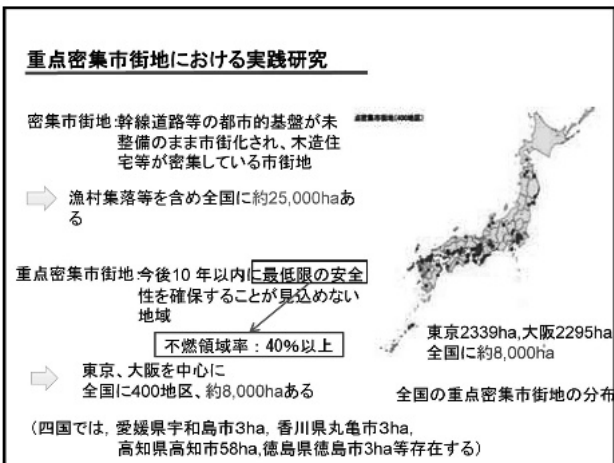 重点密集市街地における実践研究
密集市街地:幹線道路等の都市的基盤が未
整備のまま市街化され、木造住
宅等が密集している市街地
漁村集落等を含め全国に約25,000haあ
る
重点密集市街地:今後10 年以内に最低限の安全
性を確保することが見込めない
地域
不燃領域率：40%以上
東京、大阪を中心に
全国に400地区、約8,000haある
点密集市街地(400地区)
東京2339ha,大阪2295ha
全国に約8,000ha
全国の重点密集市街地の分布
（四国では, 愛媛県宇和島市3ha, 香川県丸亀市3ha,
高知県高知市58ha,徳島県徳島市3ha等存在する）